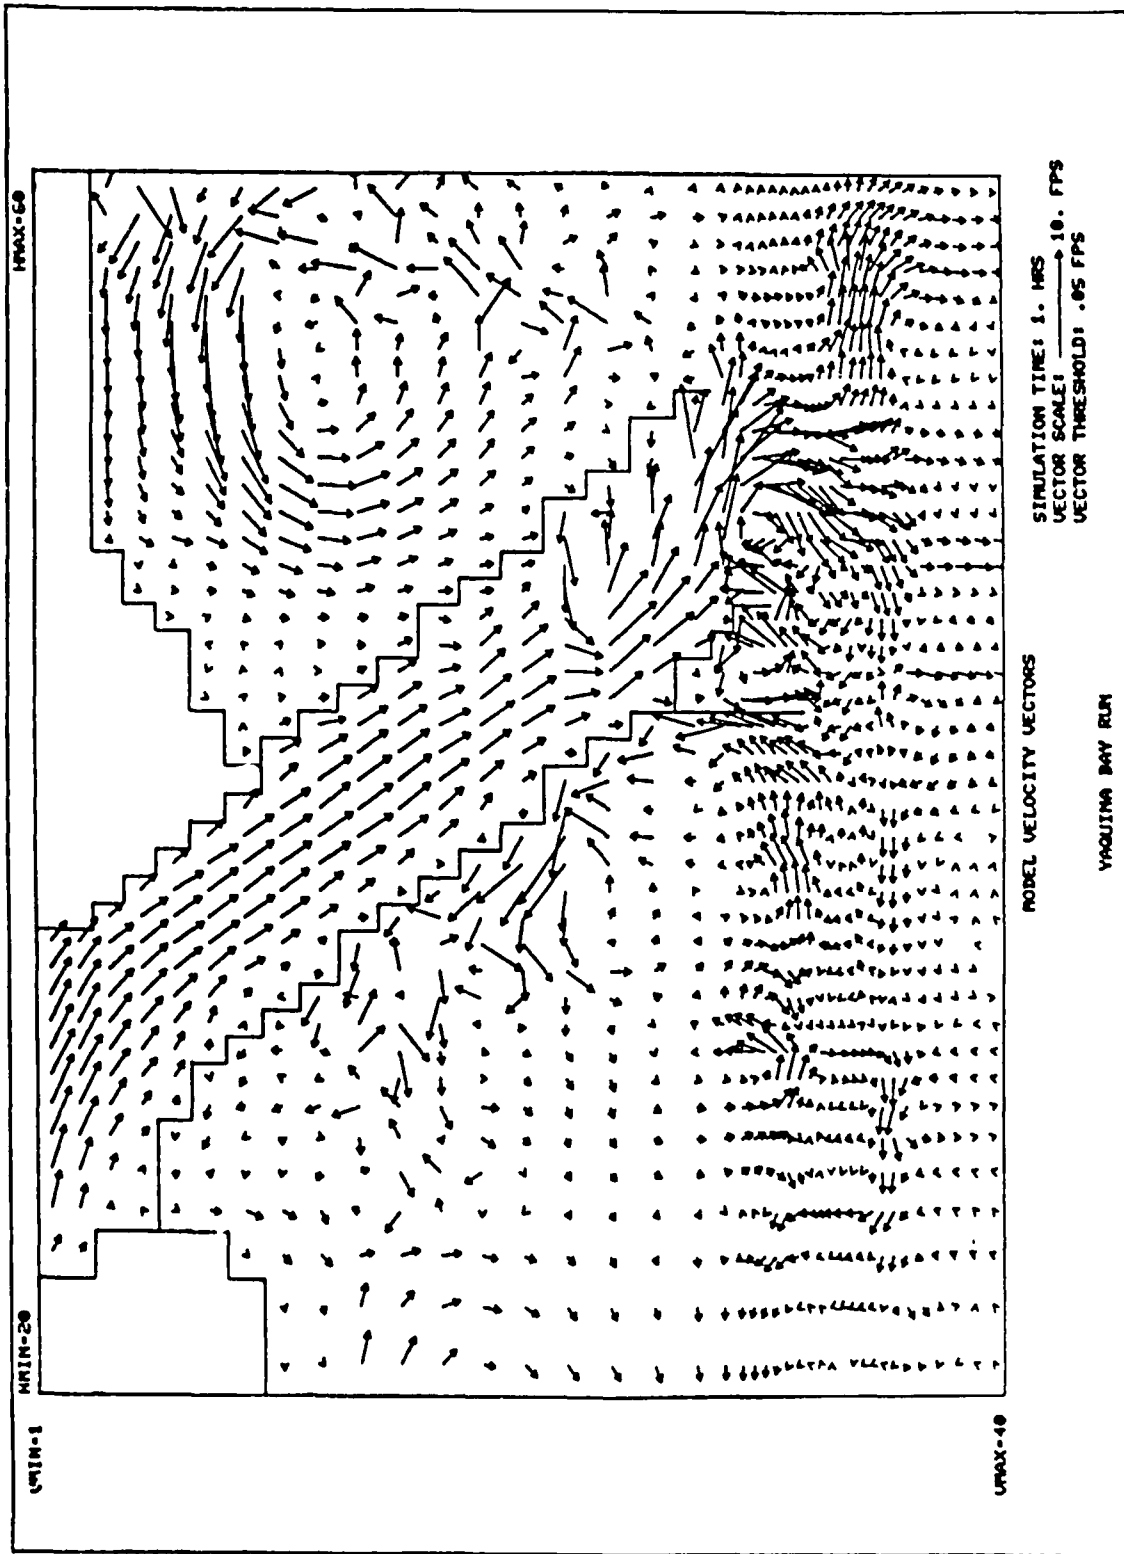 HMIN=20
HMAX=60
VMIN=1
VMAX=40
MODEL VELOCITY VECTORS
SIMULATION TIME: 1. HRS
VECTOR SCALE: 10. FPS
VECTOR THRESHOLD: .05 FPS
YAQUINA BAY RUN